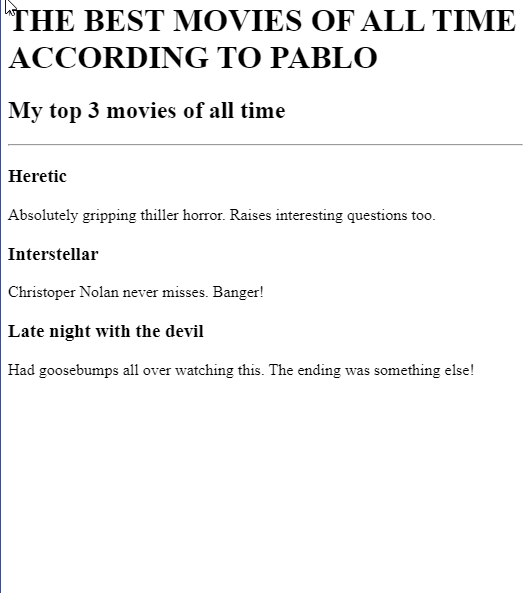 THE BEST MOVIES OF ALL TIME
ACCORDING TO PABLO
My top 3 movies of all time
Heretic
Absolutely gripping thiller horror. Raises interesting questions too.
Interstellar
Christoper Nolan never misses. Banger!
Late night with the devil
Had goosebumps all over watching this. The ending was something else!